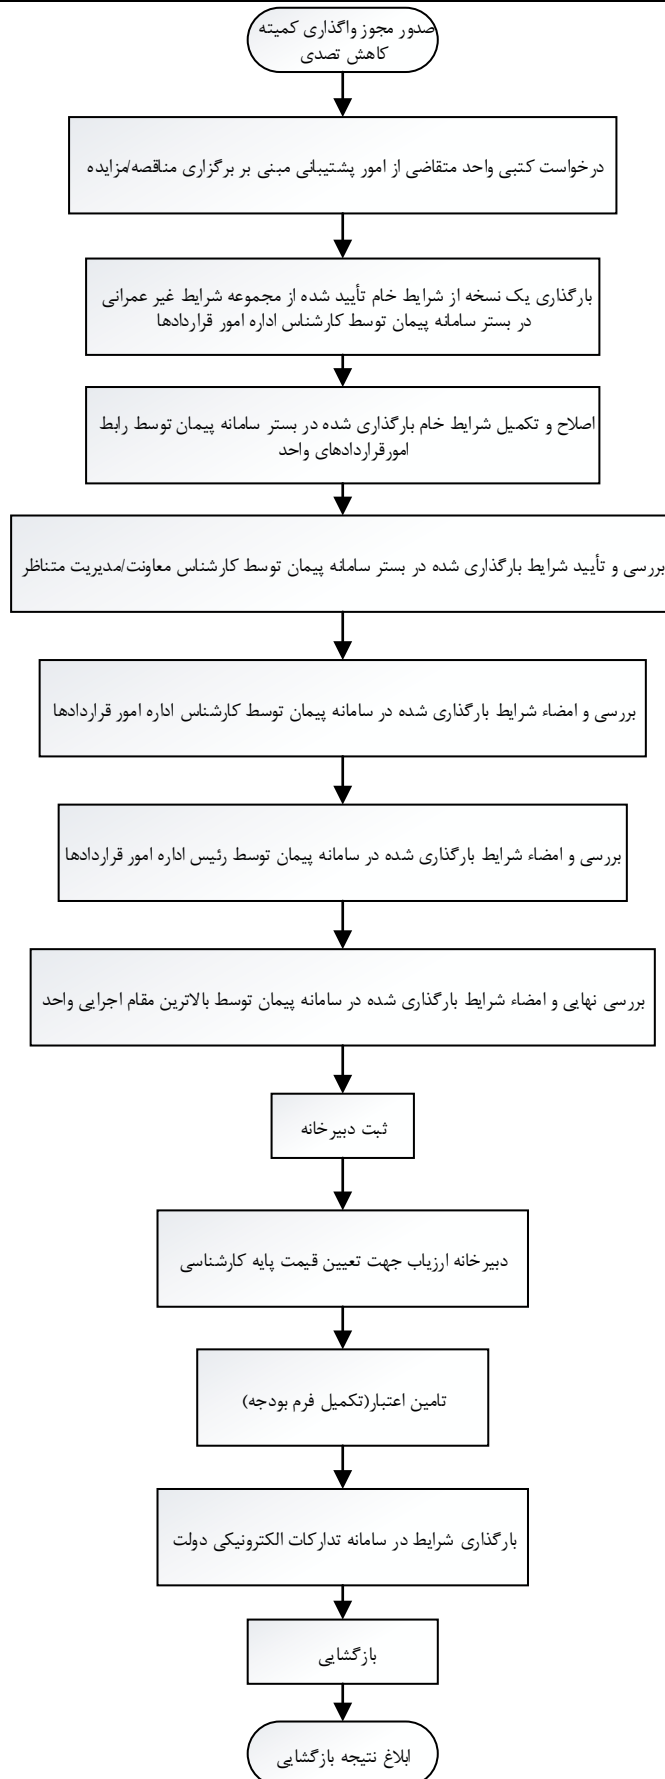 صدور مجوز واگذاری کمیته
کاهش تصدی
درخواست کتبی واحد متقاضی از امور پشتیبانی مبنی بر برگزاری مناقصه/مزایده
بارگذاری یک نسخه از شرایط خام تأیید شده از مجموعه شرایط غیر عمرانی
در بستر سامانه پیمان توسط کارشناس اداره امور قراردادها
اصلاح و تکمیل شرایط خام بارگذاری شده در بستر سامانه پیمان توسط رابط
امورقراردادهای واحد
بررسی و تأیید شرایط بارگذاری شده در بستر سامانه پیمان توسط کارشناس معاونت/مدیریت متناظر
بررسی و امضاء شرایط بارگذاری شده در سامانه پیمان توسط کارشناس اداره امور قراردادها
بررسی و امضاء شرایط بارگذاری شده در سامانه پیمان توسط رئیس اداره امور قراردادها
بررسی نهایی و امضاء شرایط بارگذاری شده در سامانه پیمان توسط بالاترین مقام اجرایی واحد
ثبت دبیرخانه
دبیرخانه ارزیاب جهت تعیین قیمت پایه کارشناسی
تامین اعتبار(تکمیل فرم بودجه)
بارگذاری شرایط در سامانه تدارکات الکترونیکی دولت
بازگشایی
ابلاغ نتیجه بازگشایی